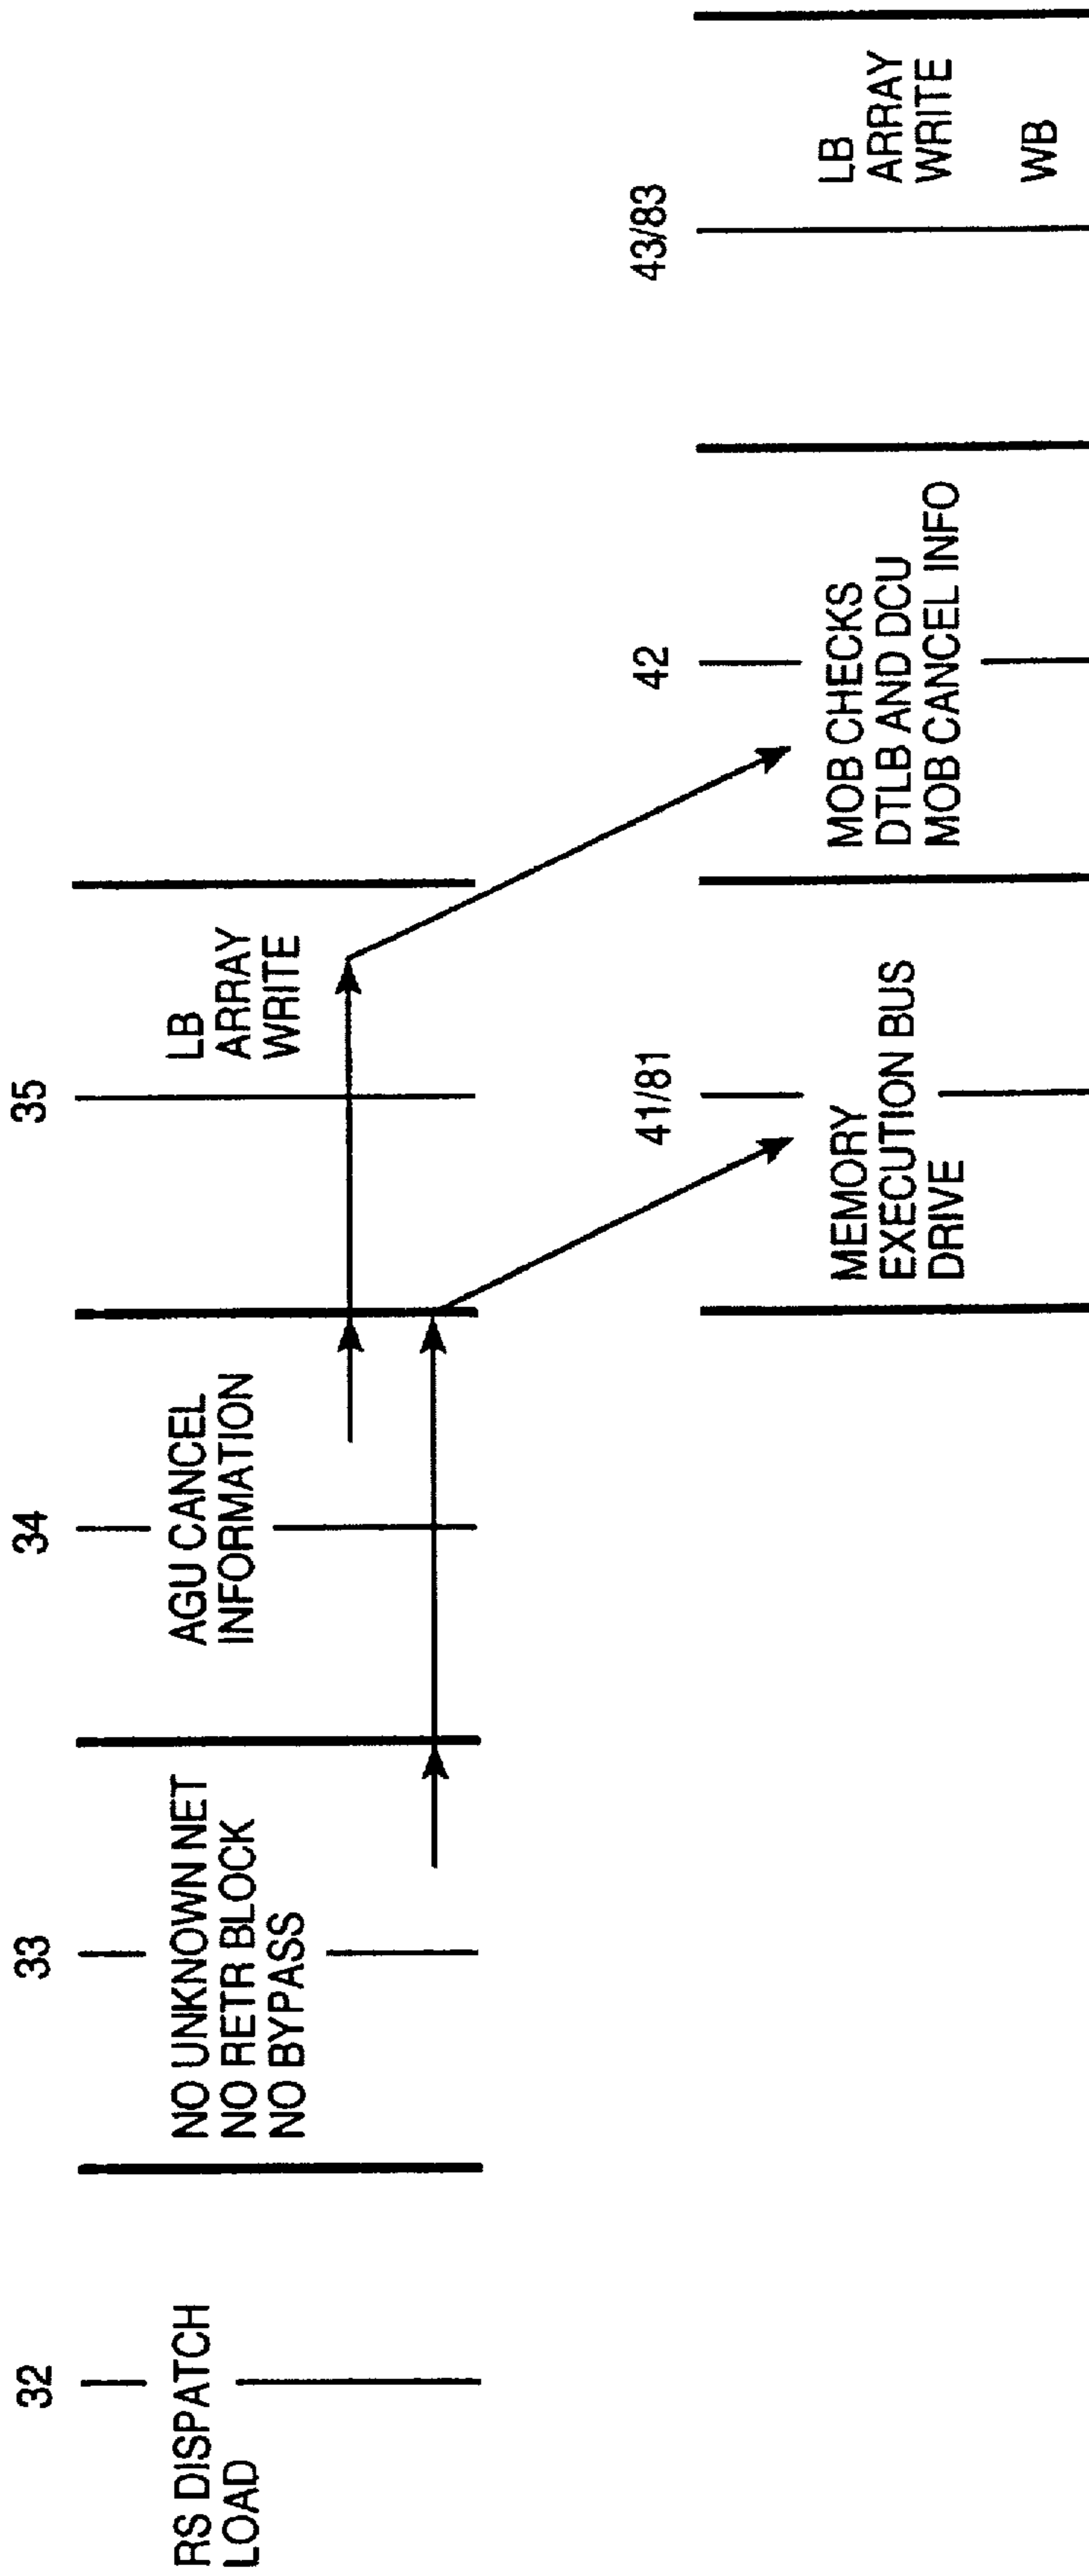 32
RS DISPATCH
LOAD
33
NO UNKNOWN NET
NO RETR BLOCK
NO BYPASS
34
AGU CANCEL
INFORMATION
35
LB
ARRAY
WRITE
41/81
MEMORY
EXECUTION BUS
DRIVE
42
MOB CHECKS
DTLB AND DCU
MOB CANCEL INFO
43/83
LB
ARRAY
WRITE
WB